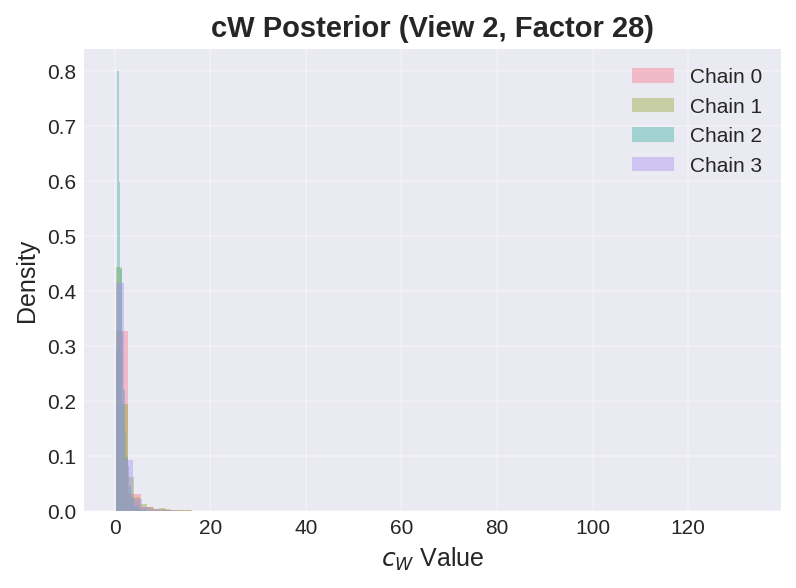 cW Posterior (View 2, Factor 28)
Chain 0
Chain 1
Chain 2
Chain 3
Density
0.8
0.7
0.6
0.5
0.4
0.3
0.2
0.1
0.0
0 20 40 60 80 100 120
c_W Value